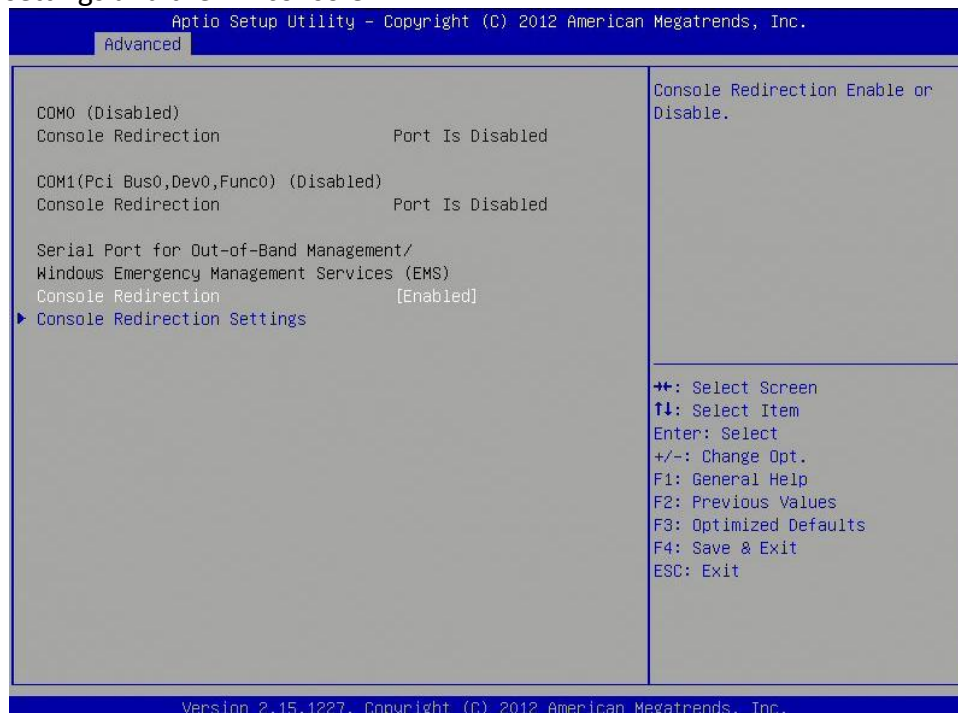 Aptio Setup Utility – Copyright (C) 2012 American Megatrends, Inc.
Advanced
COM0 (Disabled)
Console Redirection Port Is Disabled
COM1(Pci Bus0,Dev0,Func0) (Disabled)
Console Redirection Port Is Disabled
Serial Port for Out-of-Band Management/
Windows Emergency Management Services (EMS)
Console Redirection [Enabled]
▶ Console Redirection Settings
Console Redirection Enable or
Disable.
→←: Select Screen
↑↓: Select Item
Enter: Select
+/-: Change Opt.
F1: General Help
F2: Previous Values
F3: Optimized Defaults
F4: Save & Exit
ESC: Exit
Version 2.15.1227. Copyright (C) 2012 American Megatrends, Inc.